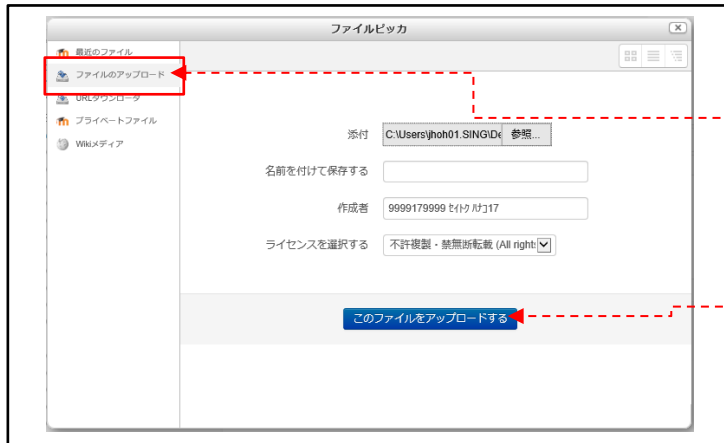 ファイルピッカ
最近のファイル
ファイルのアップロード
URLダウンローダ
プライベートファイル
Wikiメディア
添付 C:\Users\jhoh01.SING\De 参照...
名前を付けて保存する
作成者 9999179999 ｾｲﾄｸ ﾊﾅｺ17
ライセンスを選択する 不許複製・禁無断転載 (All right:
このファイルをアップロードする